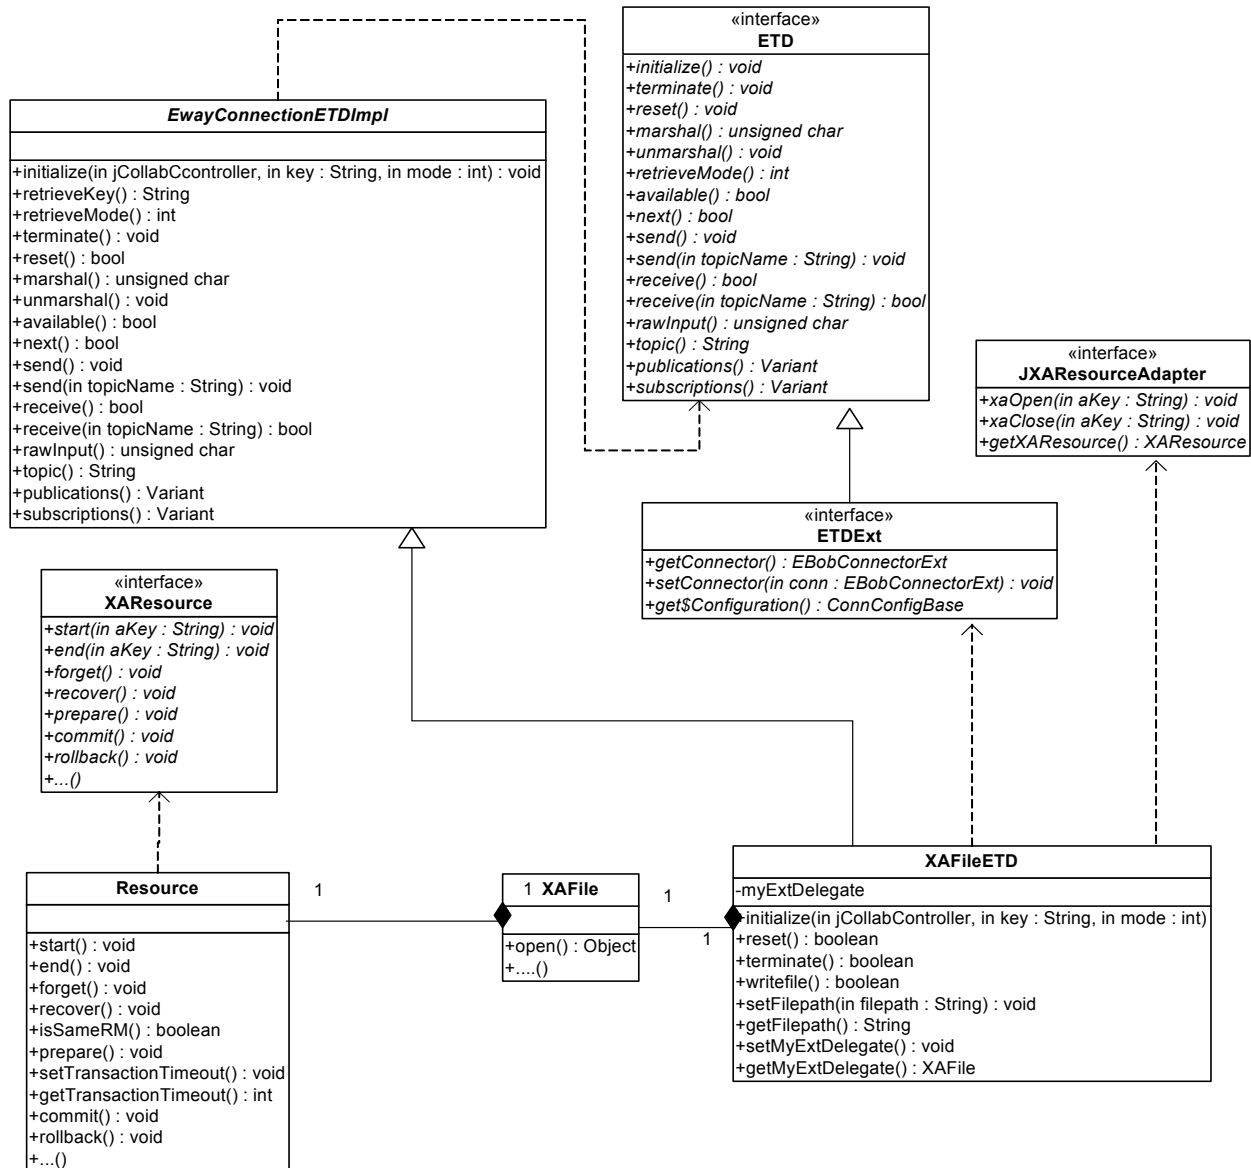 «interface»
ETD
+initialize() : void
+terminate() : void
+reset() : void
+marshal() : unsigned char
+unmarshal() : void
+retrieveMode() : int
+available() : bool
+next() : bool
+send() : void
+send(in topicName : String) : void
+receive() : bool
+receive(in topicName : String) : bool
+rawInput() : unsigned char
+topic() : String
+publications() : Variant
+subscriptions() : Variant
EwayConnectionETDImpl
+initialize(in jCollabCcontroller, in key : String, in mode : int) : void
+retrieveKey() : String
+retrieveMode() : int
+terminate() : void
+reset() : bool
+marshal() : unsigned char
+unmarshal() : void
+available() : bool
+next() : bool
+send() : void
+send(in topicName : String) : void
+receive() : bool
+receive(in topicName : String) : bool
+rawInput() : unsigned char
+topic() : String
+publications() : Variant
+subscriptions() : Variant
«interface»
JXAResourceAdapter
+xaOpen(in aKey : String) : void
+xaClose(in aKey : String) : void
+getXAResource() : XAResource
«interface»
ETDExt
+getConnector() : EBobConnectorExt
+setConnector(in conn : EBobConnectorExt) : void
+get$Configuration() : ConnConfigBase
«interface»
XAResource
+start(in aKey : String) : void
+end(in aKey : String) : void
+forget() : void
+recover() : void
+prepare() : void
+commit() : void
+rollback() : void
+...()
Resource
+start() : void
+end() : void
+forget() : void
+recover() : void
+isSameRM() : boolean
+prepare() : void
+setTransactionTimeout() : void
+getTransactionTimeout() : int
+commit() : void
+rollback() : void
+...()
1
1 XAFile
+open() : Object
+....()
1
1
XAFileETD
-myExtDelegate
+initialize(in jCollabController, in key : String, in mode : int)
+reset() : boolean
+terminate() : boolean
+writefile() : boolean
+setFilepath(in filepath : String) : void
+getFilepath() : String
+setMyExtDelegate() : void
+getMyExtDelegate() : XAFile